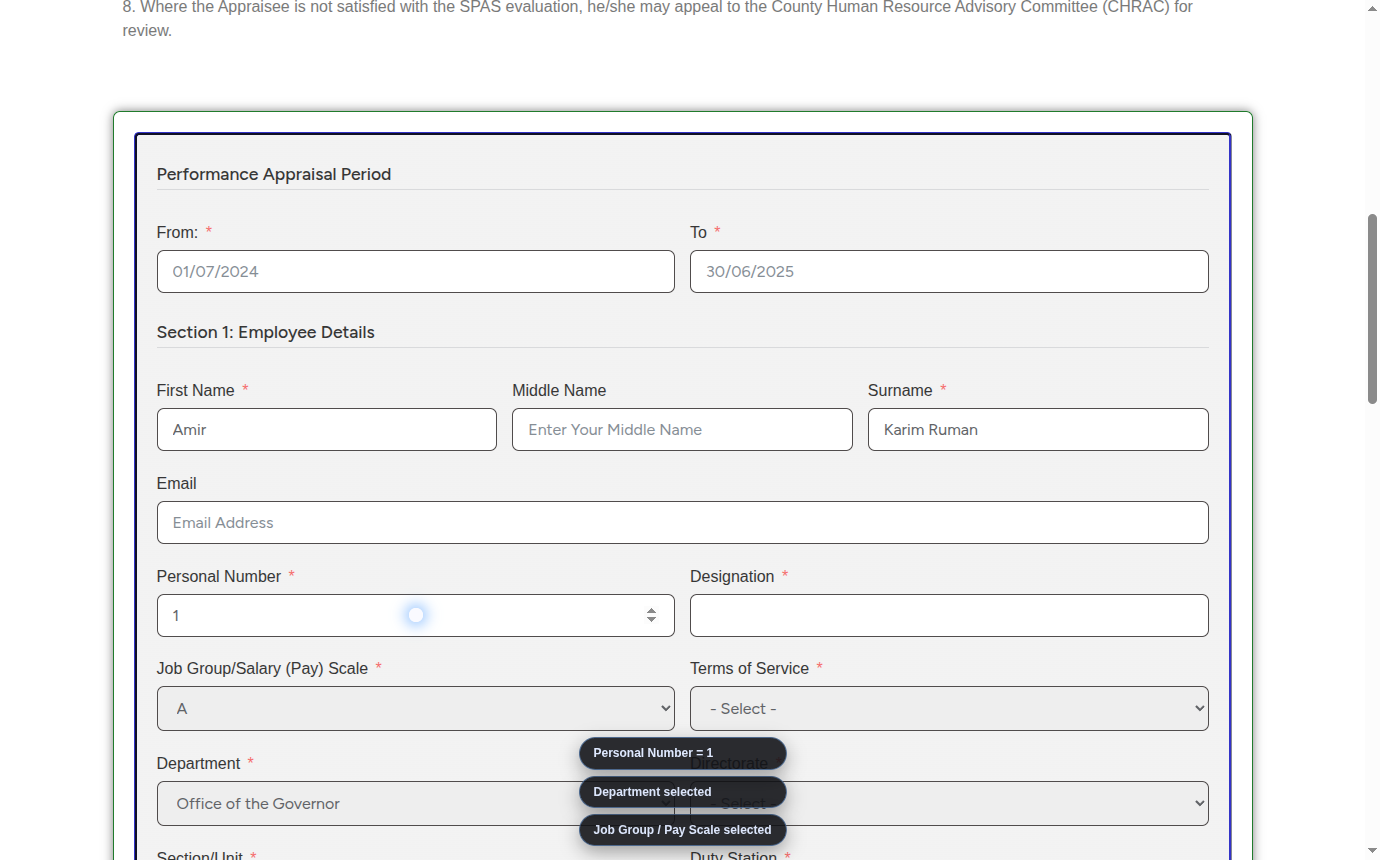 8. Where the Appraisee is not satisfied with the SPAS evaluation, he/she may appeal to the County Human Resource Advisory Committee (CHRAC) for
review.
Performance Appraisal Period
From: *
To *
01/07/2024
30/06/2025
Section 1: Employee Details
First Name *
Middle Name
Surname *
Amir
Enter Your Middle Name
Karim Ruman
Email
Email Address
Personal Number *
Designation *
1
Job Group/Salary (Pay) Scale *
Terms of Service *
A
- Select -
Personal Number = 1
Department *
Directorate *
Department selected
Office of the Governor
- Select -
Job Group / Pay Scale selected
Section/Unit *
Duty Station *